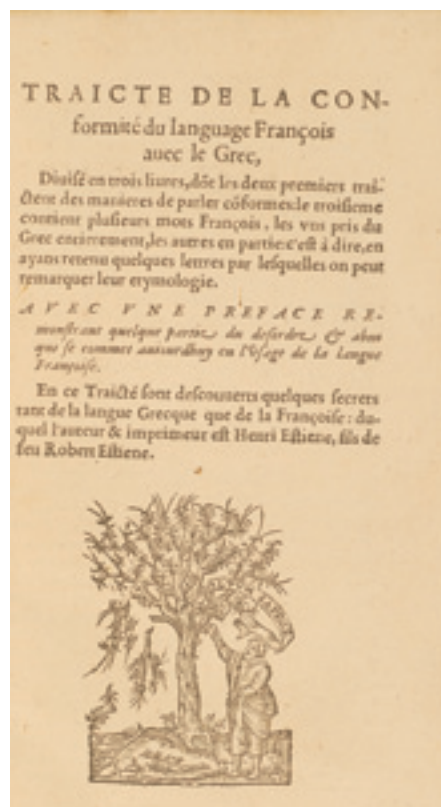 TRAICTE DE LA CON-
formité du language François
auec le Grec,
Diuisé en trois liures, dõt les deux premiers trai-
ctent des manieres de parler cõformes: le troisieme
contient plusieurs mots François, les vns pris du
Grec entierement, les autres en partie: c'est à dire, en
ayans retenu quelques lettres par lesquelles on peut
remarquer leur etymologie.
AVEC VNE PREFACE RE-
monstrant quelque partie du desordre & abus
qui se commet auiourdhuy en l'vsage de la langue
Françoise.
En ce Traicté sont descouuerts quelques secrets
tant de la langue Grecque que de la Françoise: du-
quel l'auteur & imprimeur est Henri Estiene, fils de
feu Robert Estiene.